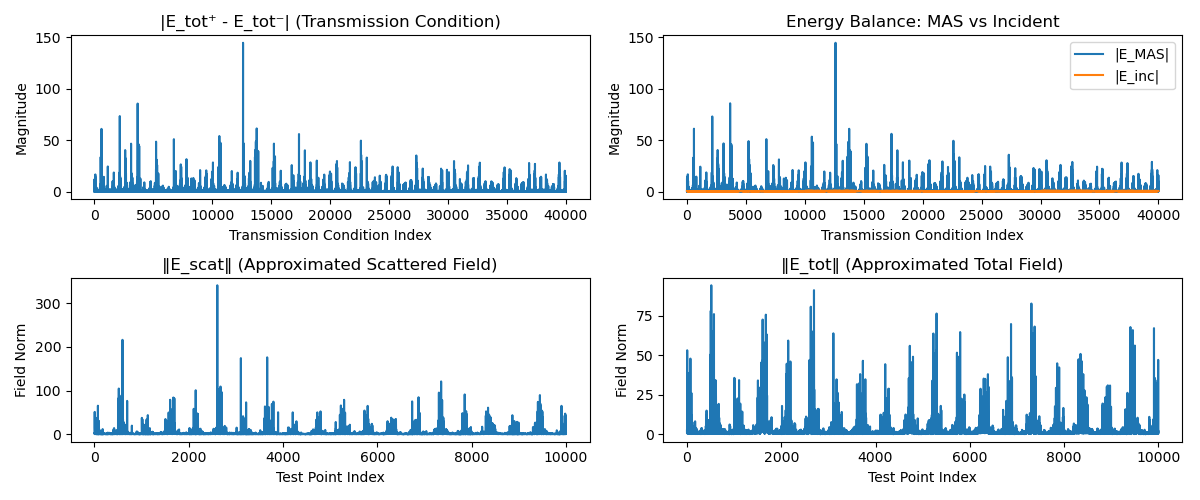 |E_tot⁺ - E_tot⁻| (Transmission Condition)
Magnitude
150
100
50
0
0 5000 10000 15000 20000 25000 30000 35000 40000
Transmission Condition Index
Energy Balance: MAS vs Incident
Magnitude
150
100
50
0
|E_MAS|
|E_inc|
0 5000 10000 15000 20000 25000 30000 35000 40000
Transmission Condition Index
‖E_scat‖ (Approximated Scattered Field)
Field Norm
300
200
100
0
0 2000 4000 6000 8000 10000
Test Point Index
‖E_tot‖ (Approximated Total Field)
Field Norm
75
50
25
0
0 2000 4000 6000 8000 10000
Test Point Index